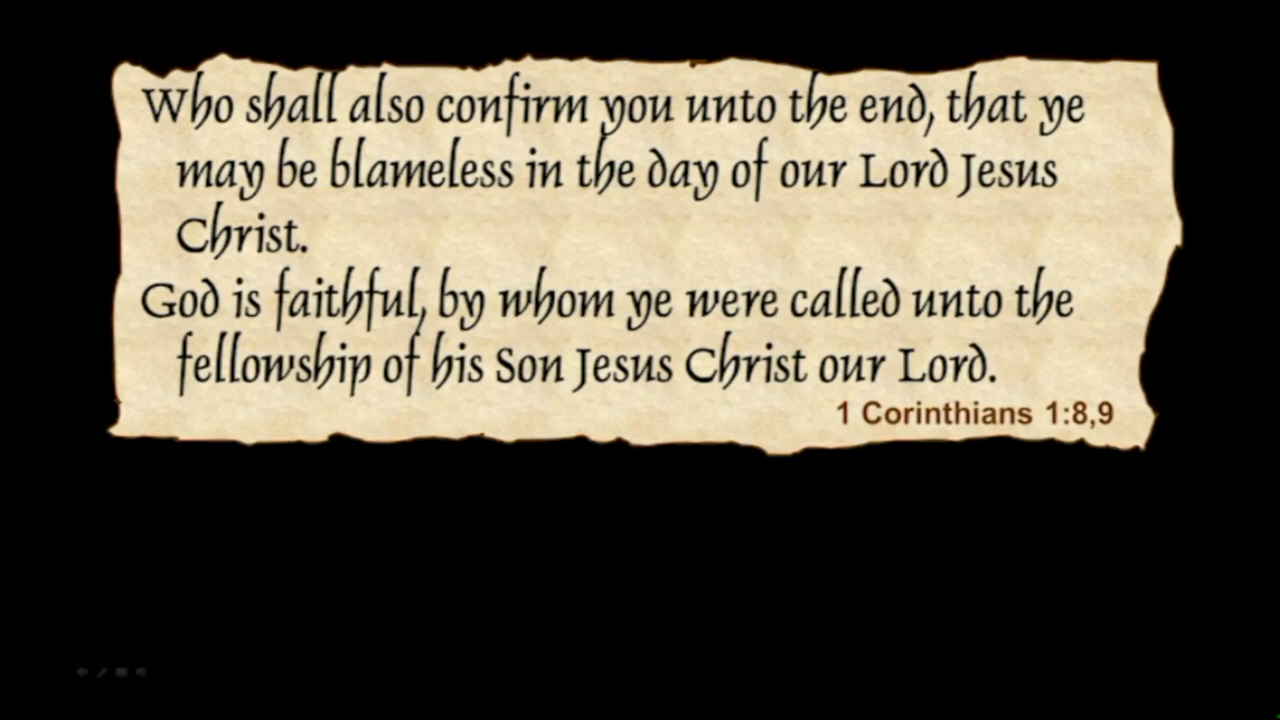 Who shall also confirm you unto the end, that ye
may be blameless in the day of our Lord Jesus
Christ.
God is faithful, by whom ye were called unto the
fellowship of his Son Jesus Christ our Lord.
1 Corinthians 1:8,9